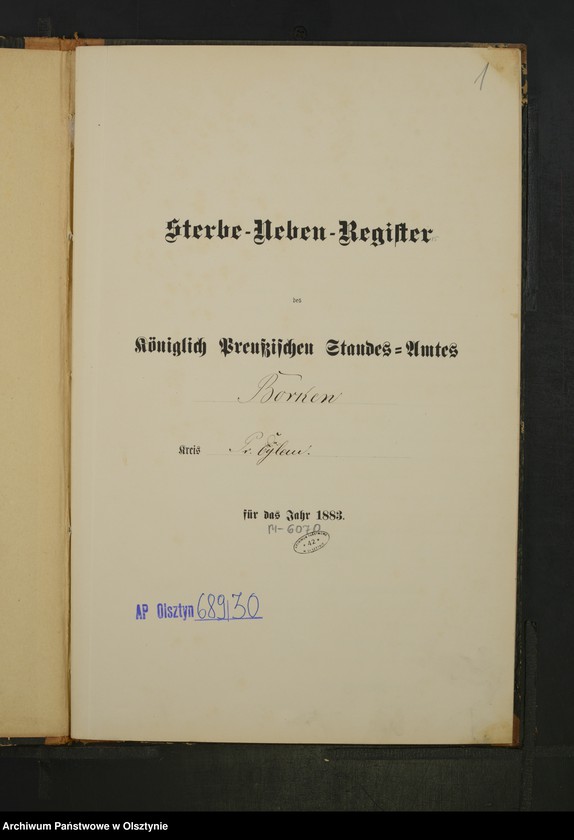 1
Sterbe-Neben-Register
des
Königlich Preußischen Standes=Amtes
Borken
Kreis Pr. Eylau.
für das Jahr 1883.
M-6070
* 42 *
AP Olsztyn 689/30
Archiwum Państwowe w Olsztynie